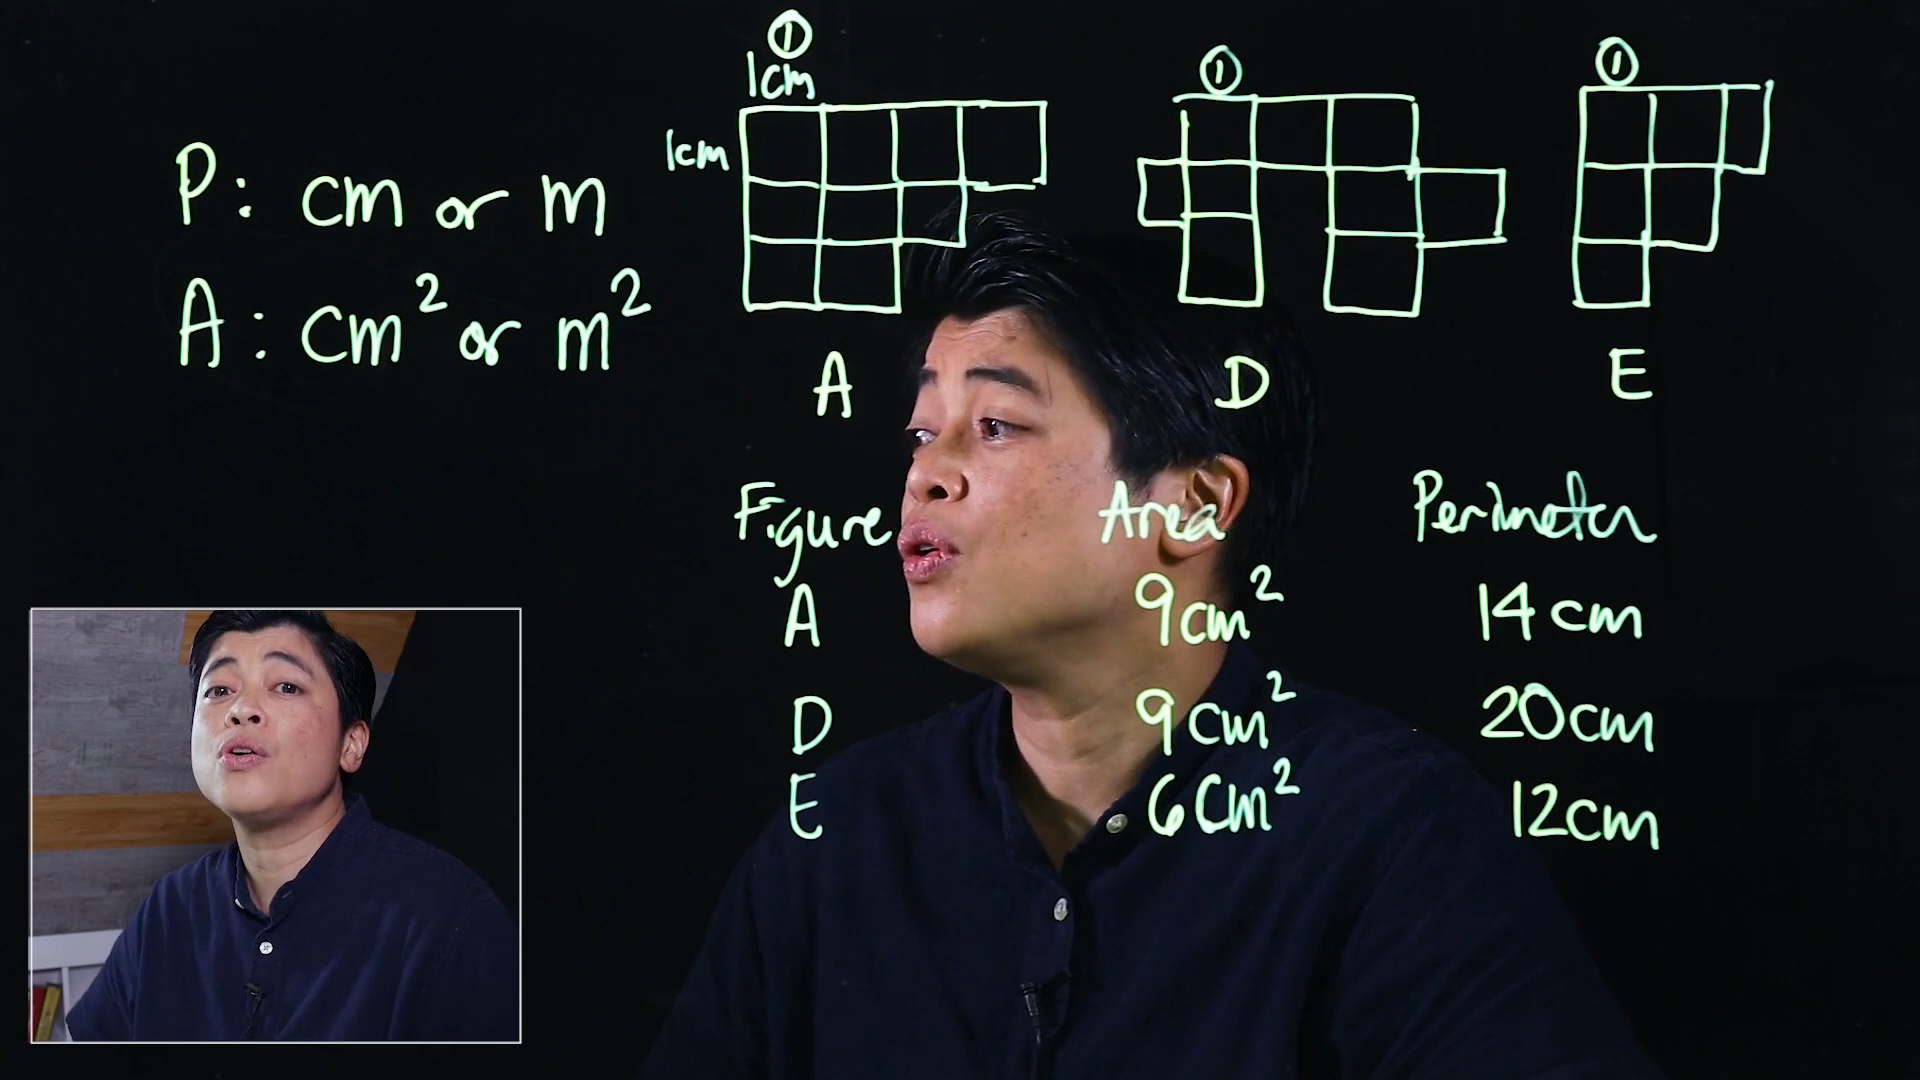 P: cm or m
A: cm² or m²
①
1cm
1cm
①
①
A
D
E
Figure Area Perimeter
A 9cm² 14cm
D 9cm² 20cm
E 6cm² 12cm